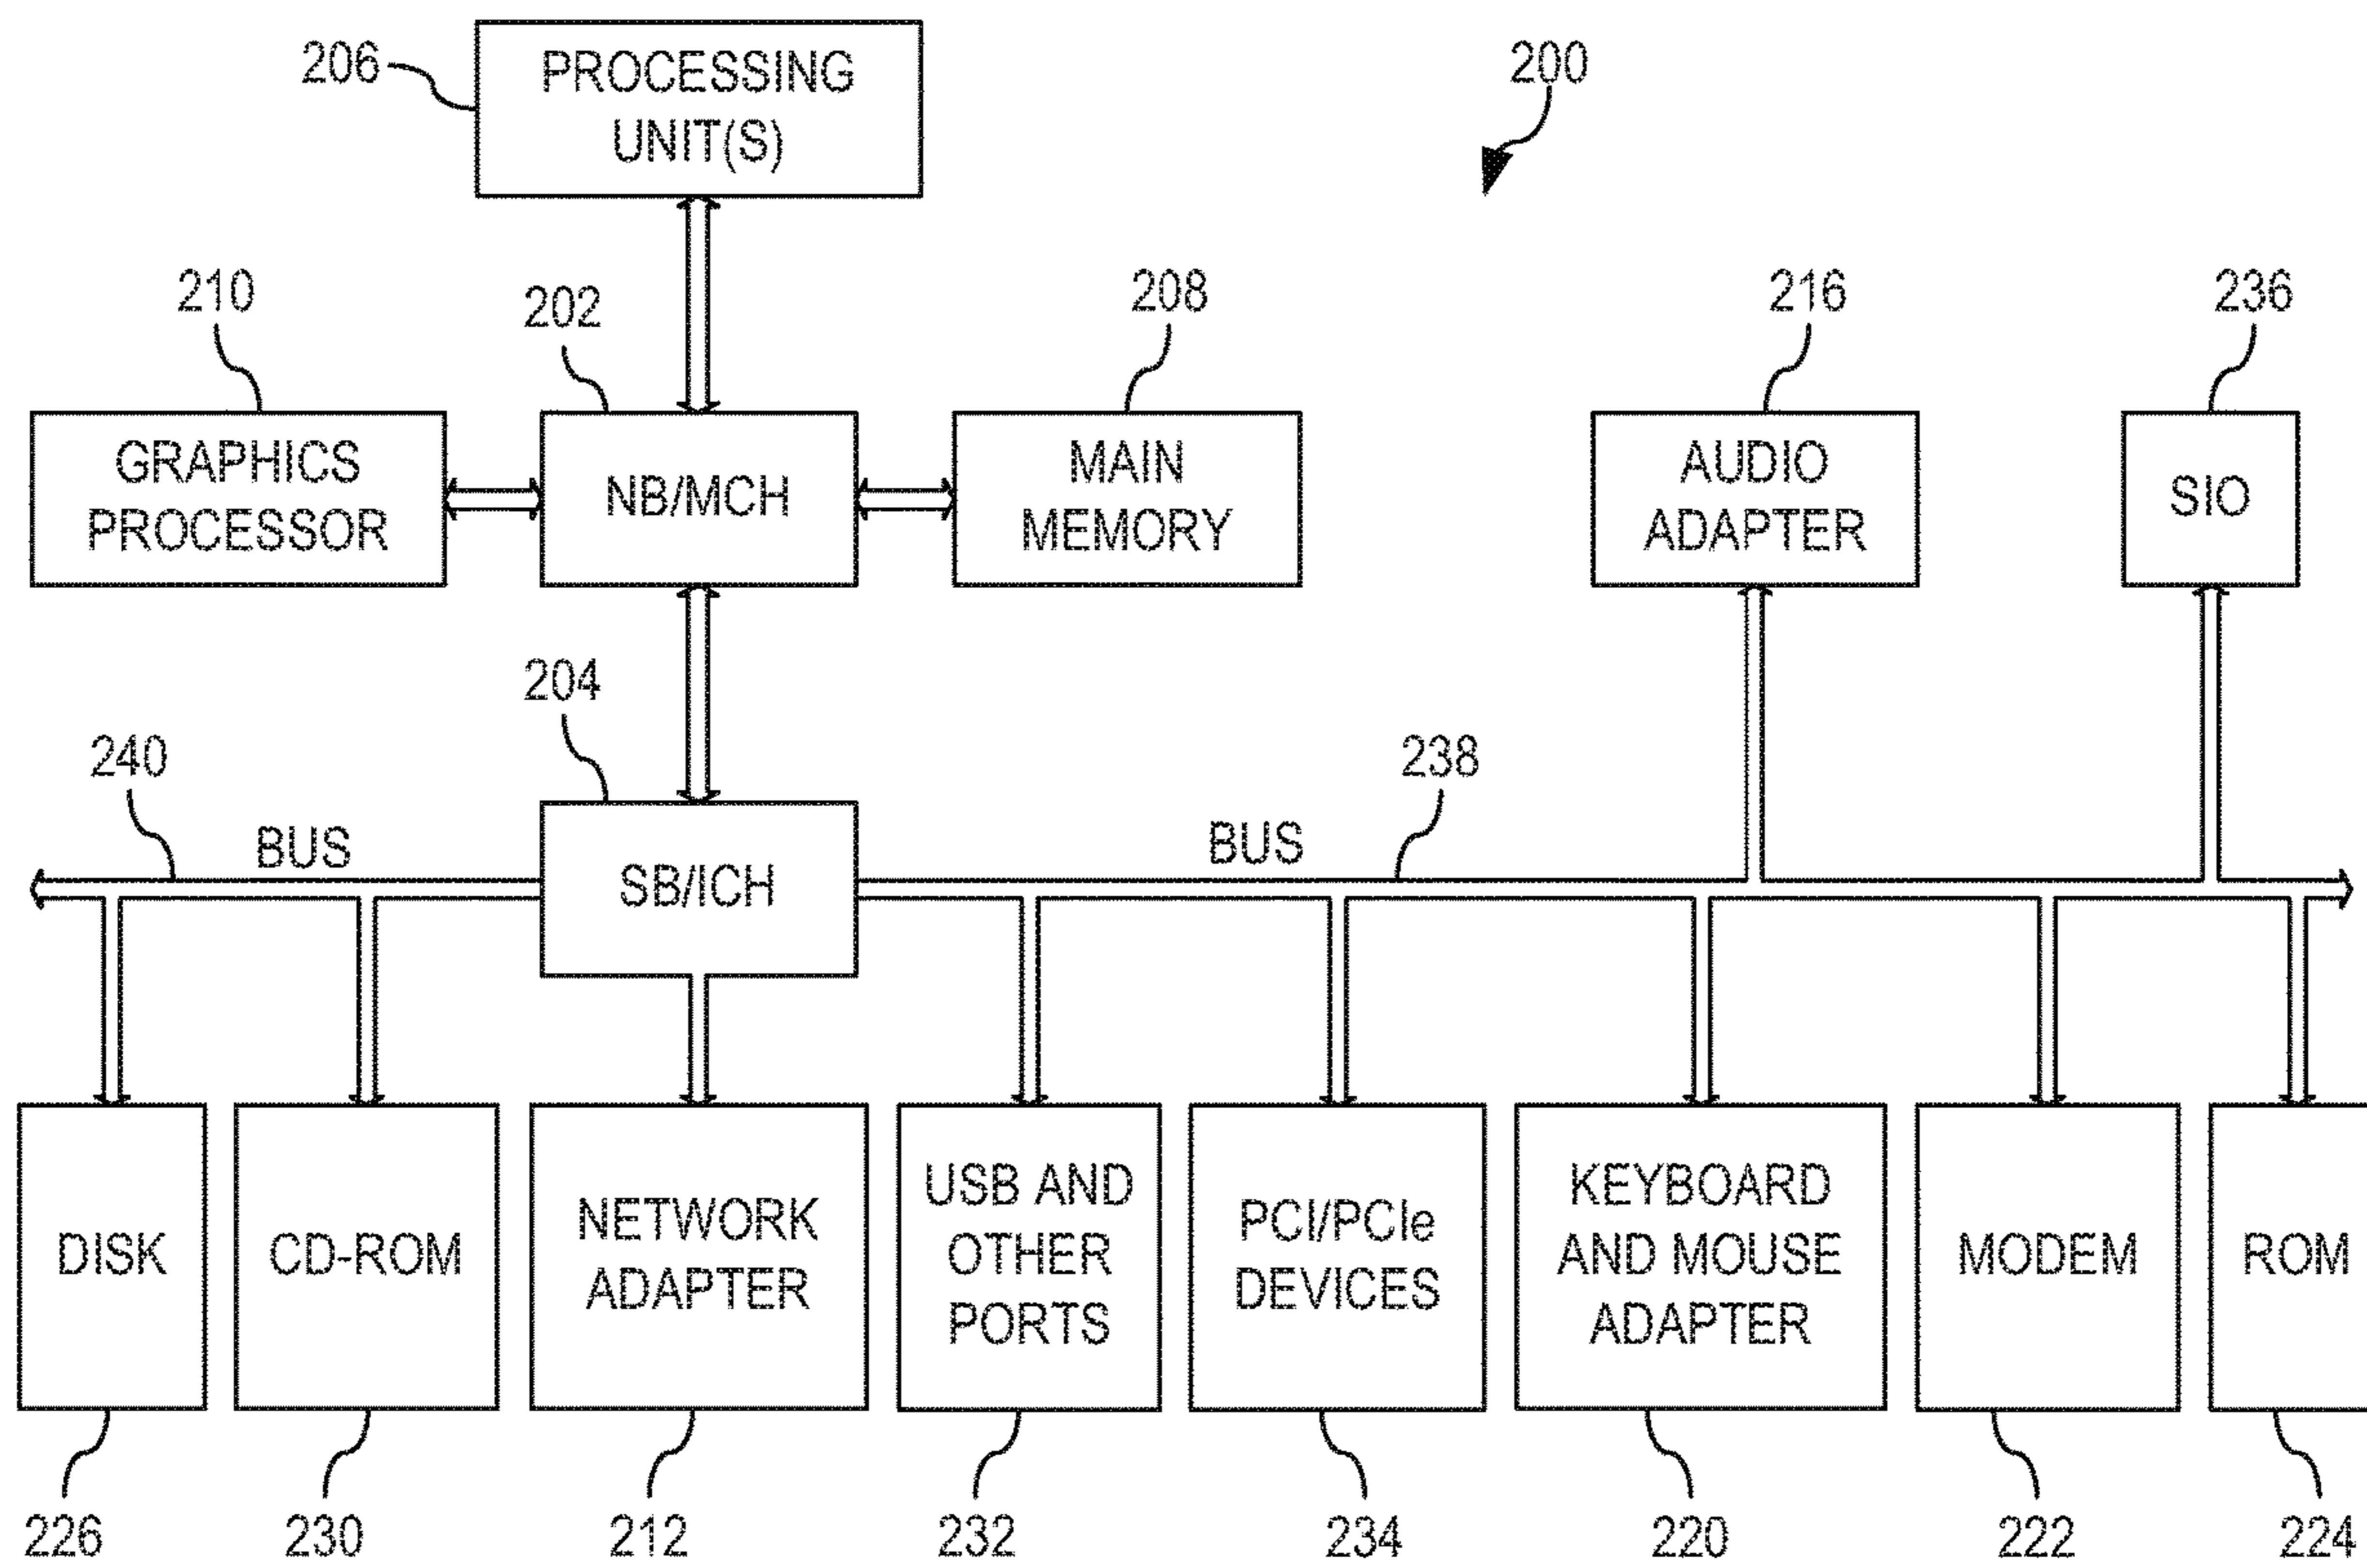 206
PROCESSING
UNIT(S)
200
210
202
208
216
236
GRAPHICS
PROCESSOR
NB/MCH
MAIN
MEMORY
AUDIO
ADAPTER
SIO
204
240
238
BUS
SB/ICH
BUS
DISK
CD-ROM
NETWORK
ADAPTER
USB AND
OTHER
PORTS
PCI/PCIe
DEVICES
KEYBOARD
AND MOUSE
ADAPTER
MODEM
ROM
226
230
212
232
234
220
222
224